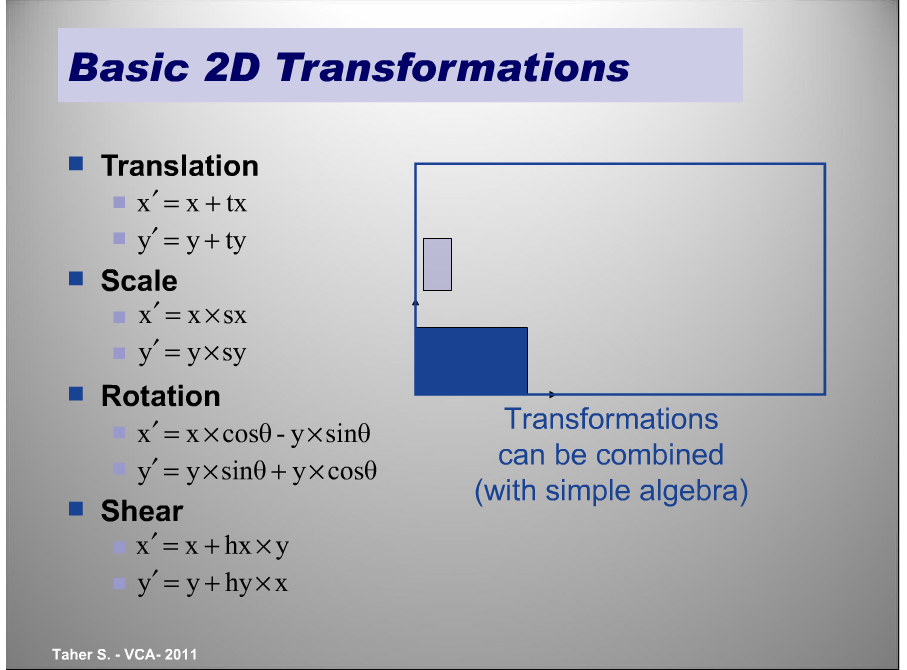 Basic 2D Transformations
Translation
x′ = x + tx
y′ = y + ty
Scale
x′ = x×sx
y′ = y×sy
Rotation
x′ = x×cosθ - y×sinθ
y′ = y×sinθ + y×cosθ
Shear
x′ = x + hx×y
y′ = y + hy×x
Transformations
can be combined
(with simple algebra)
Taher S. - VCA- 2011